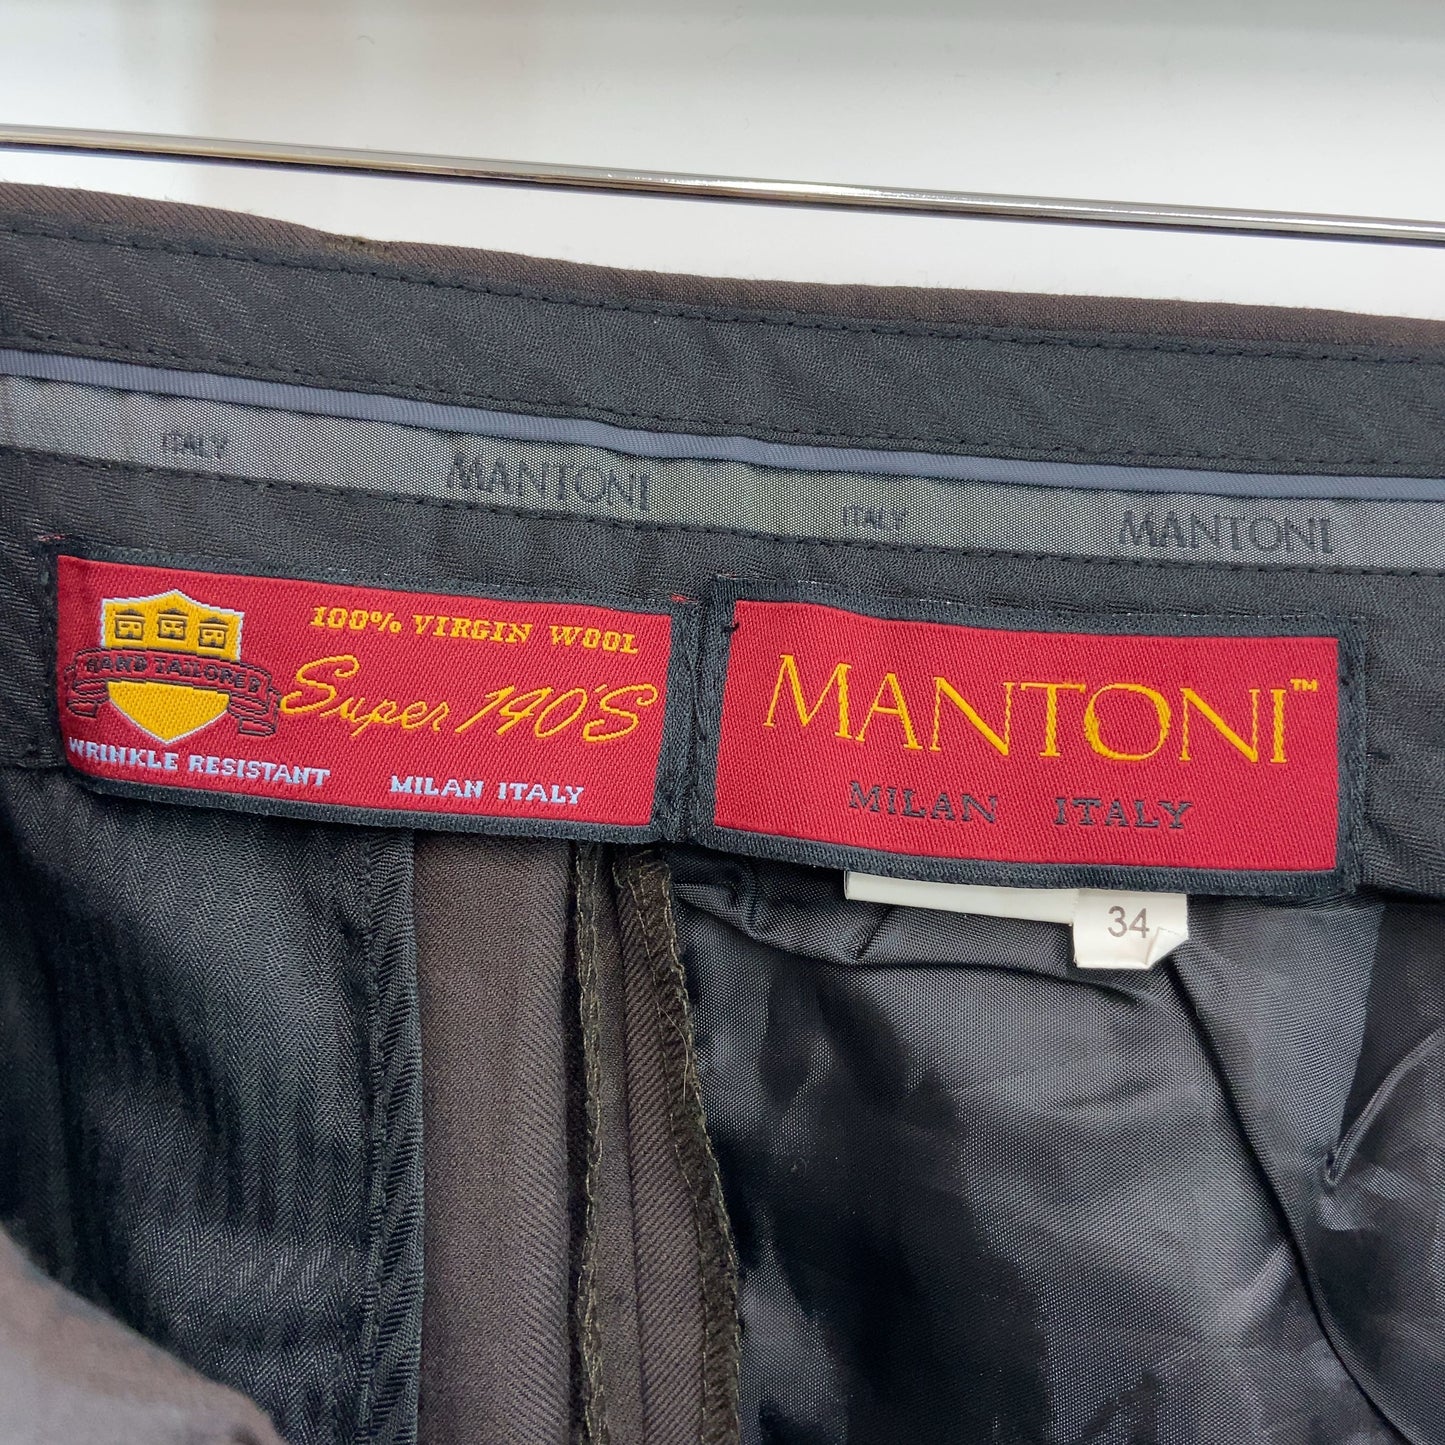 ITALY MANTONI ITALY MANTONI
100% VIRGIN WOOL
HAND TAILORED
Super 140'S
WRINKLE RESISTANT MILAN ITALY
MANTONI™
MILAN ITALY
34